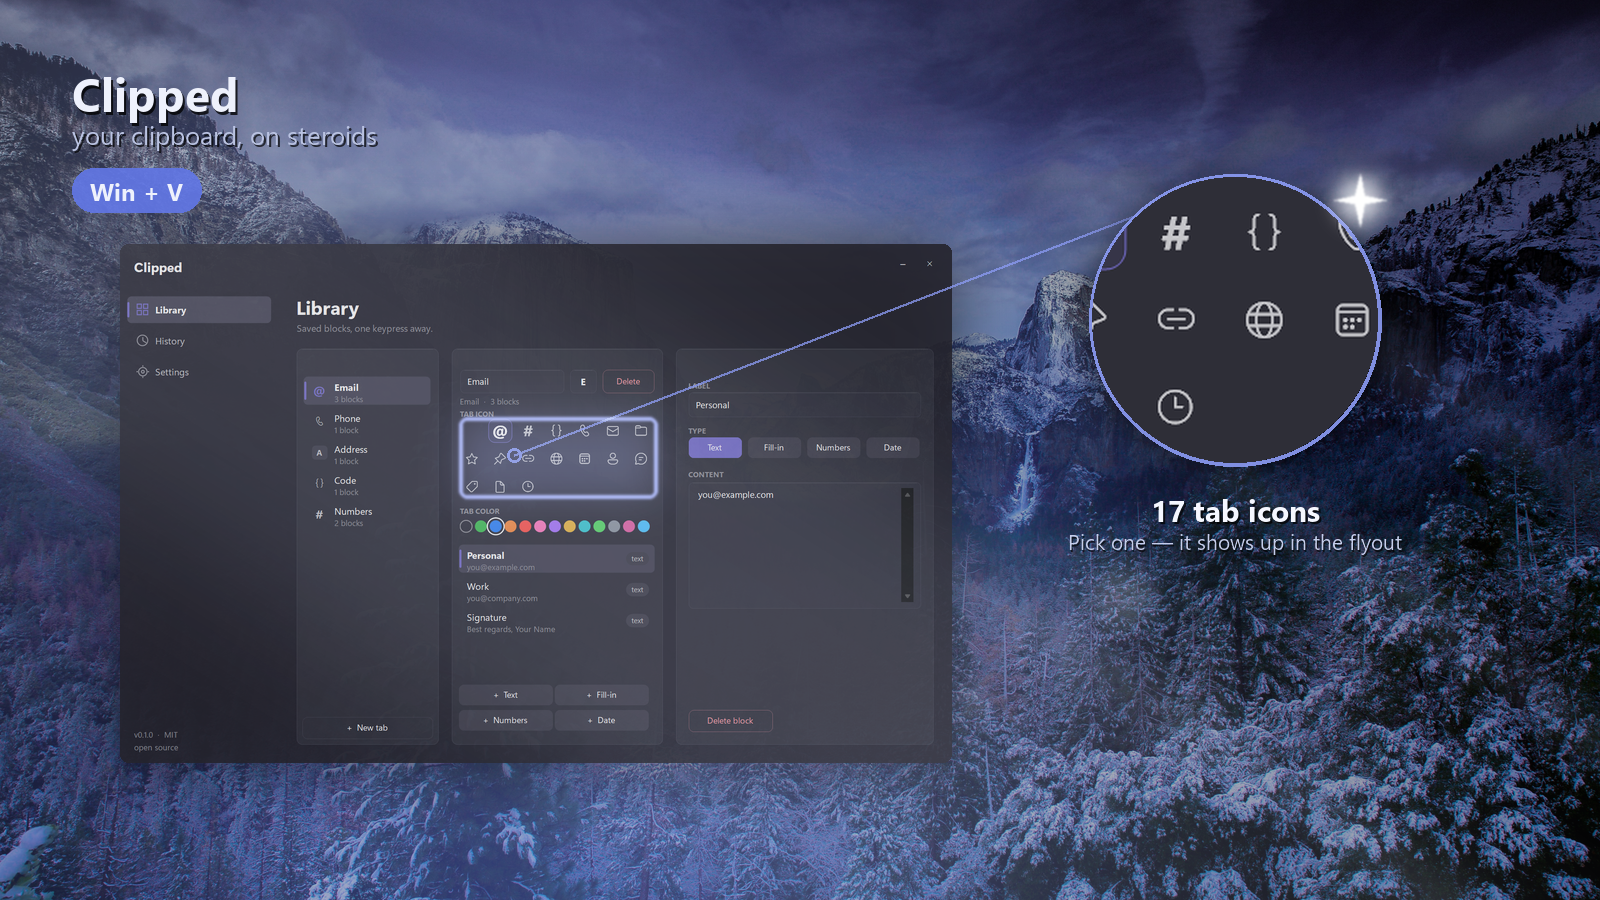 Clipped
your clipboard, on steroids
Win + V
Clipped
Library
History
Settings
v0.1.0 · MIT
open source
Library
Saved blocks, one keypress away.
@ Email
3 blocks
Phone
1 block
A Address
1 block
{} Code
1 block
# Numbers
2 blocks
+ New tab
Email
E
Delete
Email · 3 blocks
TAB ICON
@ # {}
TAB COLOR
Personal
you@example.com
text
Work
you@company.com
text
Signature
Best regards, Your Name
text
+ Text
+ Fill-in
+ Numbers
+ Date
LABEL
Personal
TYPE
Text
Fill-in
Numbers
Date
CONTENT
you@example.com
Delete block
# {}
17 tab icons
Pick one — it shows up in the flyout